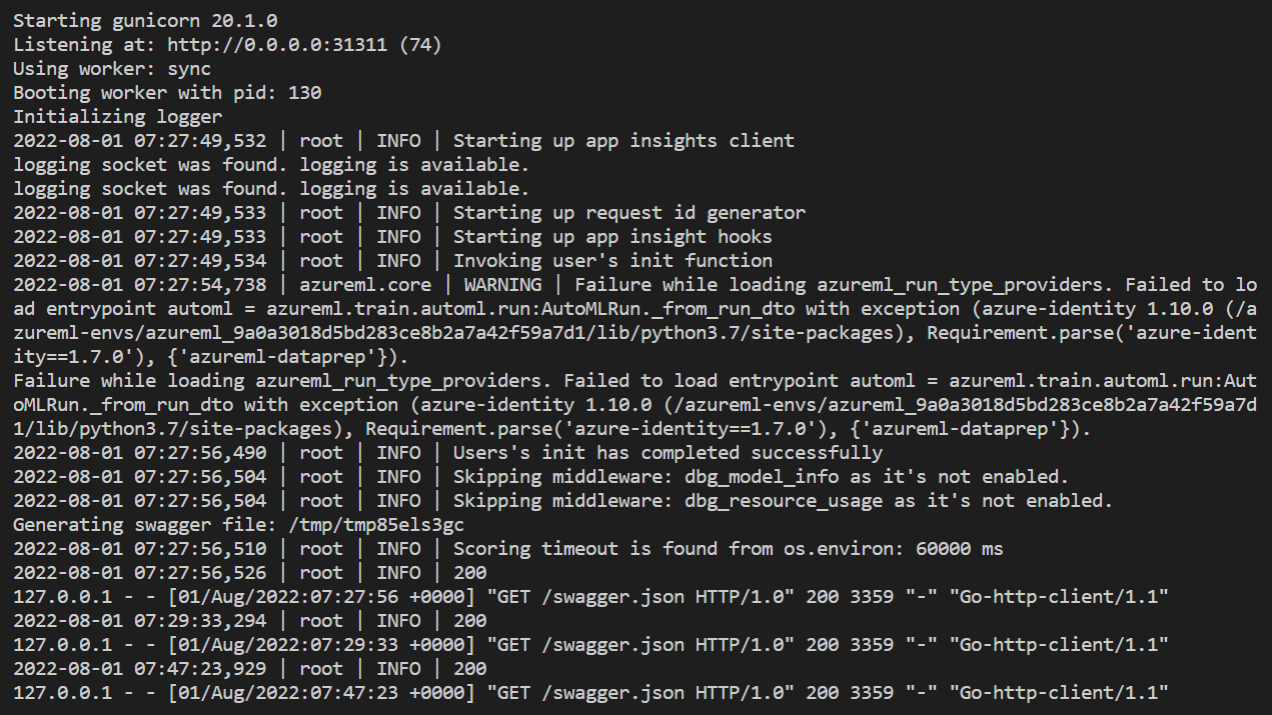 Starting gunicorn 20.1.0
Listening at: http://0.0.0.0:31311 (74)
Using worker: sync
Booting worker with pid: 130
Initializing logger
2022-08-01 07:27:49,532 | root | INFO | Starting up app insights client
logging socket was found. logging is available.
logging socket was found. logging is available.
2022-08-01 07:27:49,533 | root | INFO | Starting up request id generator
2022-08-01 07:27:49,533 | root | INFO | Starting up app insight hooks
2022-08-01 07:27:49,534 | root | INFO | Invoking user's init function
2022-08-01 07:27:54,738 | azureml.core | WARNING | Failure while loading azureml_run_type_providers. Failed to lo
ad entrypoint automl = azureml.train.automl.run:AutoMLRun._from_run_dto with exception (azure-identity 1.10.0 (/a
zureml-envs/azureml_9a0a3018d5bd283ce8b2a7a42f59a7d1/lib/python3.7/site-packages), Requirement.parse('azure-ident
ity==1.7.0'), {'azureml-dataprep'}).
Failure while loading azureml_run_type_providers. Failed to load entrypoint automl = azureml.train.automl.run:Aut
oMLRun._from_run_dto with exception (azure-identity 1.10.0 (/azureml-envs/azureml_9a0a3018d5bd283ce8b2a7a42f59a7d
1/lib/python3.7/site-packages), Requirement.parse('azure-identity==1.7.0'), {'azureml-dataprep'}).
2022-08-01 07:27:56,490 | root | INFO | Users's init has completed successfully
2022-08-01 07:27:56,504 | root | INFO | Skipping middleware: dbg_model_info as it's not enabled.
2022-08-01 07:27:56,504 | root | INFO | Skipping middleware: dbg_resource_usage as it's not enabled.
Generating swagger file: /tmp/tmp85els3gc
2022-08-01 07:27:56,510 | root | INFO | Scoring timeout is found from os.environ: 60000 ms
2022-08-01 07:27:56,526 | root | INFO | 200
127.0.0.1 - - [01/Aug/2022:07:27:56 +0000] "GET /swagger.json HTTP/1.0" 200 3359 "-" "Go-http-client/1.1"
2022-08-01 07:29:33,294 | root | INFO | 200
127.0.0.1 - - [01/Aug/2022:07:29:33 +0000] "GET /swagger.json HTTP/1.0" 200 3359 "-" "Go-http-client/1.1"
2022-08-01 07:47:23,929 | root | INFO | 200
127.0.0.1 - - [01/Aug/2022:07:47:23 +0000] "GET /swagger.json HTTP/1.0" 200 3359 "-" "Go-http-client/1.1"